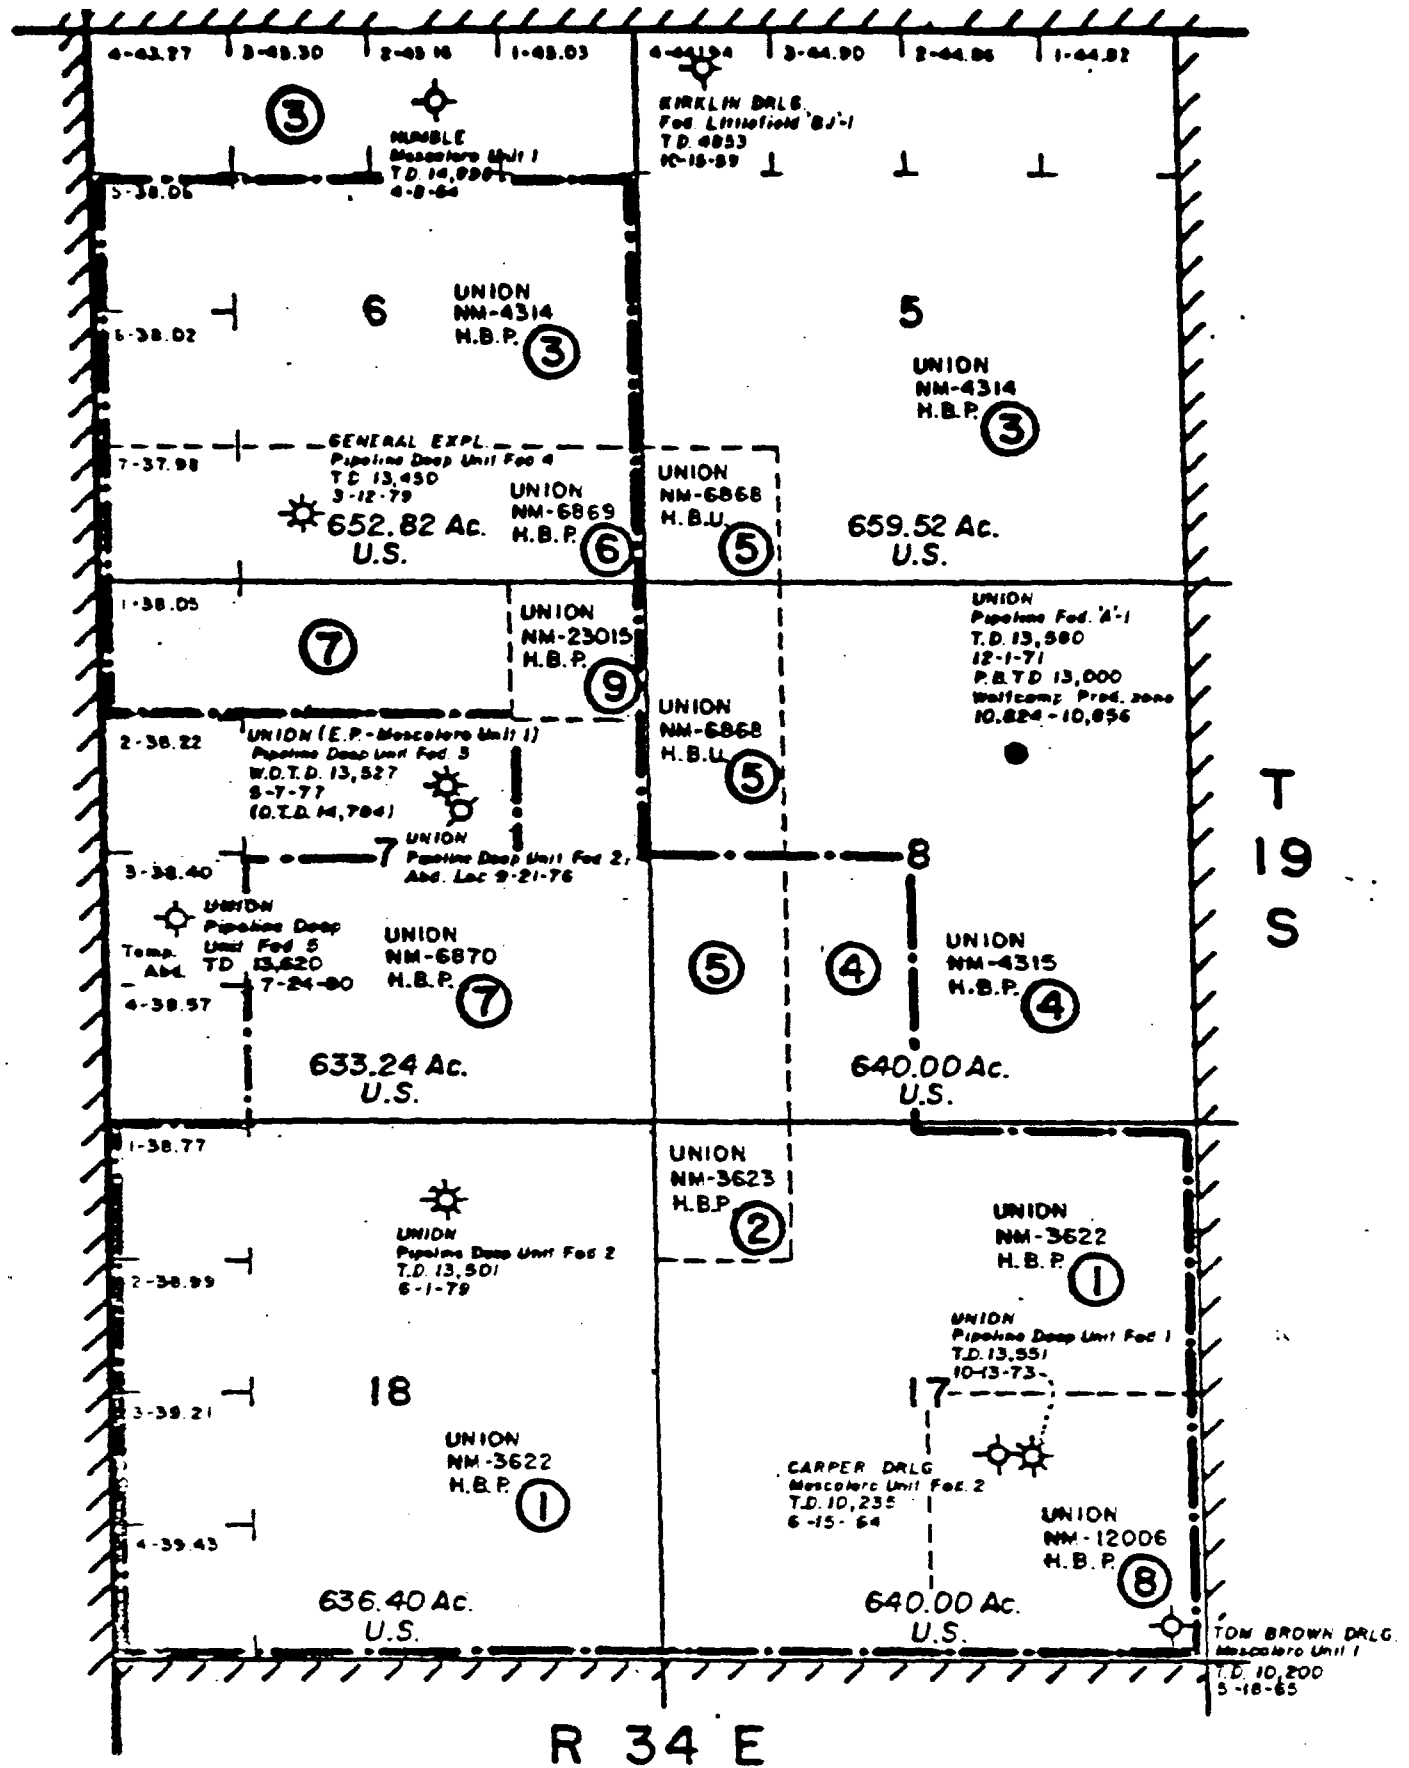 4-43.27 3-45.30 2-45.16 1-45.03 4-44.94 3-44.90 2-44.86 1-44.82
3
HUMBLE
Mescalero Unit 1
T.D. 14,
4-8-64
KIRKLIN DRLG.
Fed. Littlefield 'BJ'-1
T.D. 4853
10-15-59
5-38.06
6
UNION
NM-4314
H.B.P.
3
6-38.02
5
UNION
NM-4314
H.B.P.
3
7-37.98
GENERAL EXPL.
Pipeline Deep Unit Fed 4
T.D. 13,450
3-12-79
652.82 Ac.
U.S.
UNION
NM-6869
H.B.P.
6
UNION
NM-6868
H.B.U.
5
659.52 Ac.
U.S.
1-38.05
7
UNION
NM-23015
H.B.P.
9
UNION
Pipeline Fed. 'A'-1
T.D. 13,580
12-1-71
P.B.T.D 13,000
Wolfcamp Prod. zone
10,824-10,856
UNION
NM-6868
H.B.U.
5
2-38.22
UNION (E.P.-Mescalero Unit 1)
Pipeline Deep Unit Fed. 3
W.O.T.D. 13,527
5-7-77
(O.T.D. 14,784)
7
UNION
Pipeline Deep Unit Fed 2,
Abd. Loc 9-21-76
8
3-38.40
UNION
Pipeline Deep
Unit Fed 5
TD 13,620
7-24-80
Temp.
Abd.
4-38.57
UNION
NM-6870
H.B.P.
7
633.24 Ac.
U.S.
5
4
UNION
NM-4315
H.B.P.
4
640.00 Ac.
U.S.
T
19
S
1-38.77
UNION
Pipeline Deep Unit Fed 2
T.D. 13,501
6-1-79
UNION
NM-3623
H.B.P.
2
UNION
NM-3622
H.B.P.
1
2-38.99
UNION
Pipeline Deep Unit Fed 1
T.D. 13,551
10-13-73
18
17
3-39.21
UNION
NM-3622
H.B.P.
1
CARPER DRLG
Mescalero Unit Fed. 2
T.D. 10,235
6-15-64
4-39.43
UNION
NM-12006
H.B.P.
8
636.40 Ac.
U.S.
640.00 Ac.
U.S.
TOM BROWN DRLG.
Mescalero Unit 1
T.D. 10,200
5-18-65
R 34 E